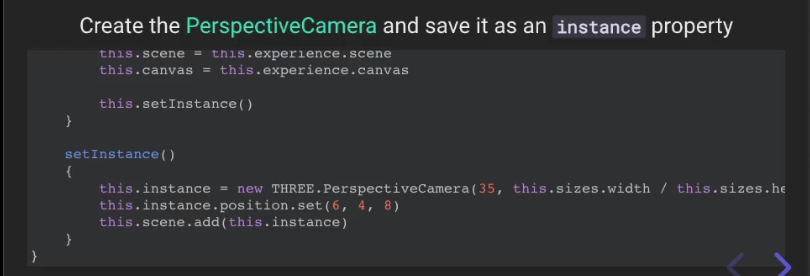 Create the PerspectiveCamera and save it as an instance property
this.scene = this.experience.scene
this.canvas = this.experience.canvas
this.setInstance()
}
setInstance()
{
this.instance = new THREE.PerspectiveCamera(35, this.sizes.width / this.sizes.he
this.instance.position.set(6, 4, 8)
this.scene.add(this.instance)
}
}